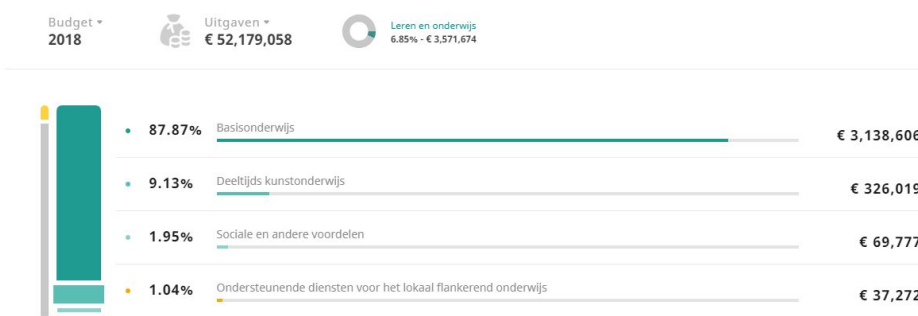 Budget
2018
Uitgaven
€ 52,179,058
Leren en onderwijs
6.85% - € 3,571,674
87.87% Basisonderwijs € 3,138,606
9.13% Deeltijds kunstonderwijs € 326,019
1.95% Sociale en andere voordelen € 69,777
1.04% Ondersteunende diensten voor het lokaal flankerend onderwijs € 37,272